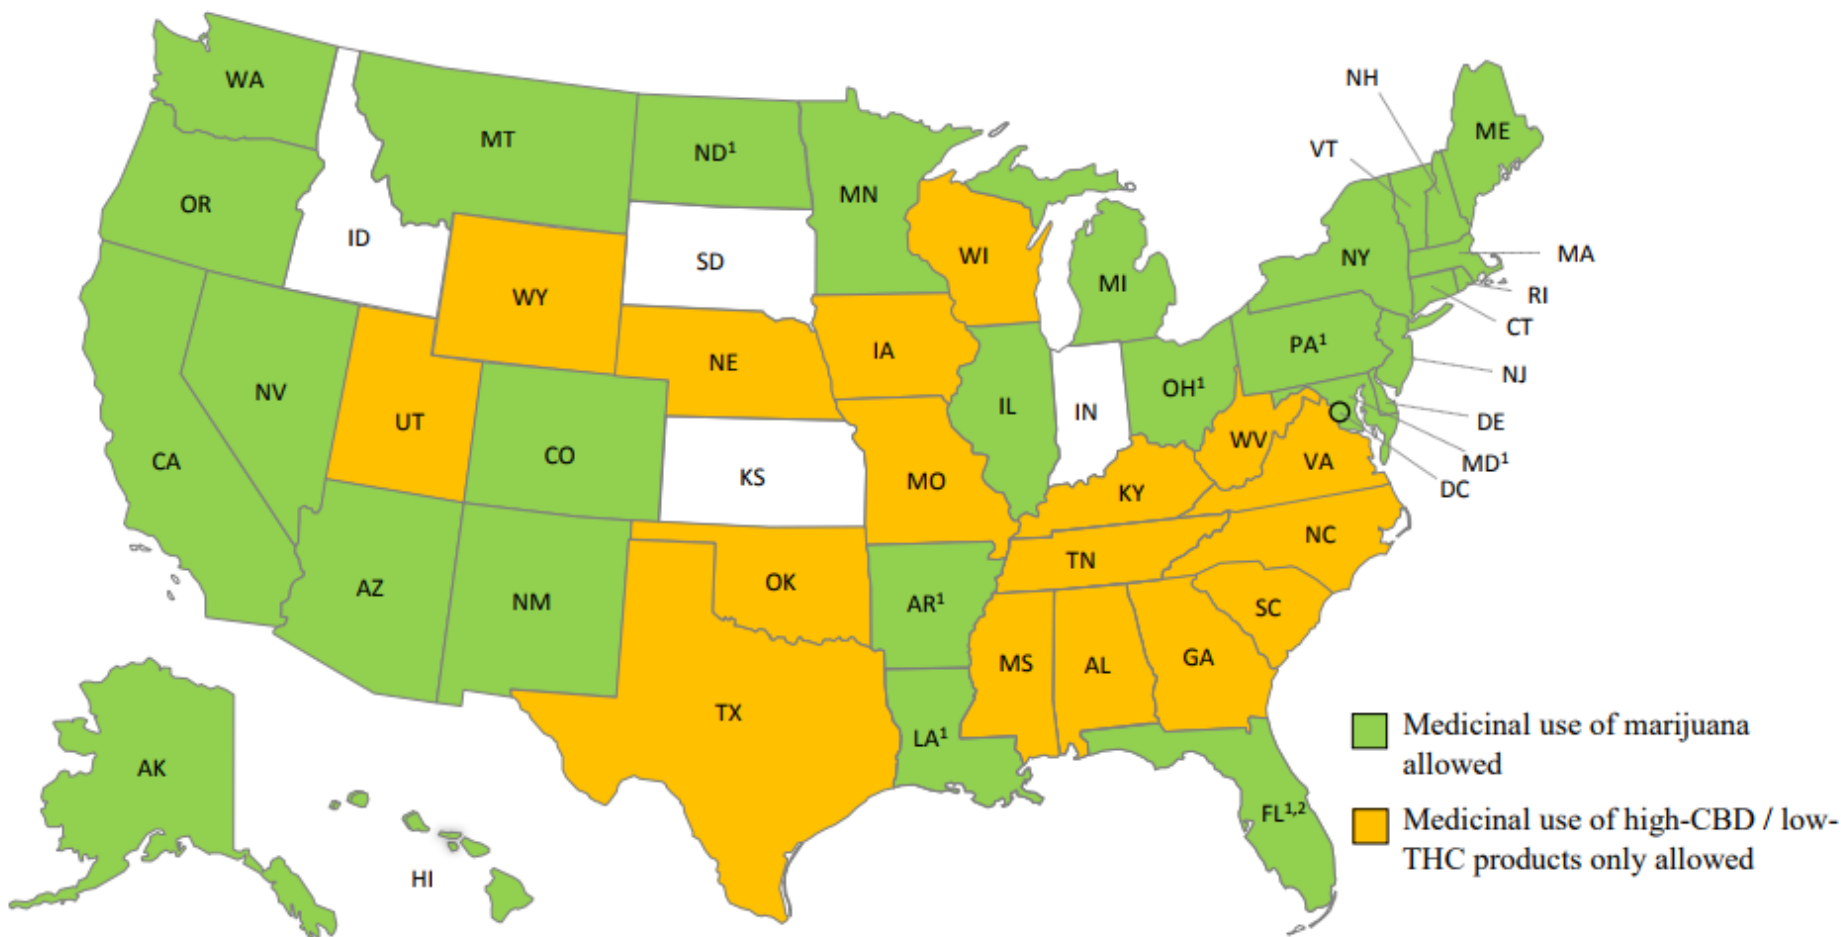 WA
MT
ND¹
MN
OR
ID
SD
WY
WI
MI
NH
VT
ME
NY
MA
RI
CT
NJ
PA¹
OH¹
DE
MD¹
DC
NV
UT
CO
NE
IA
IL
IN
CA
KS
MO
KY
WV
VA
AZ
NM
OK
AR¹
TN
NC
SC
TX
LA¹
MS
AL
GA
FL¹,²
AK
HI
Medicinal use of marijuana
allowed
Medicinal use of high-CBD / low-
THC products only allowed